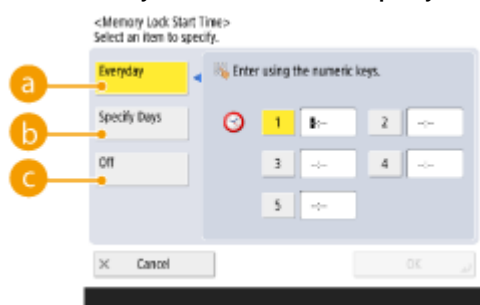 <Memory Lock Start Time>
Select an item to specify.
a Everyday
Enter using the numeric keys.
b Specify Days
1 -:-- 2 --:--
c Off
3 --:-- 4 --:--
5 --:--
× Cancel OK